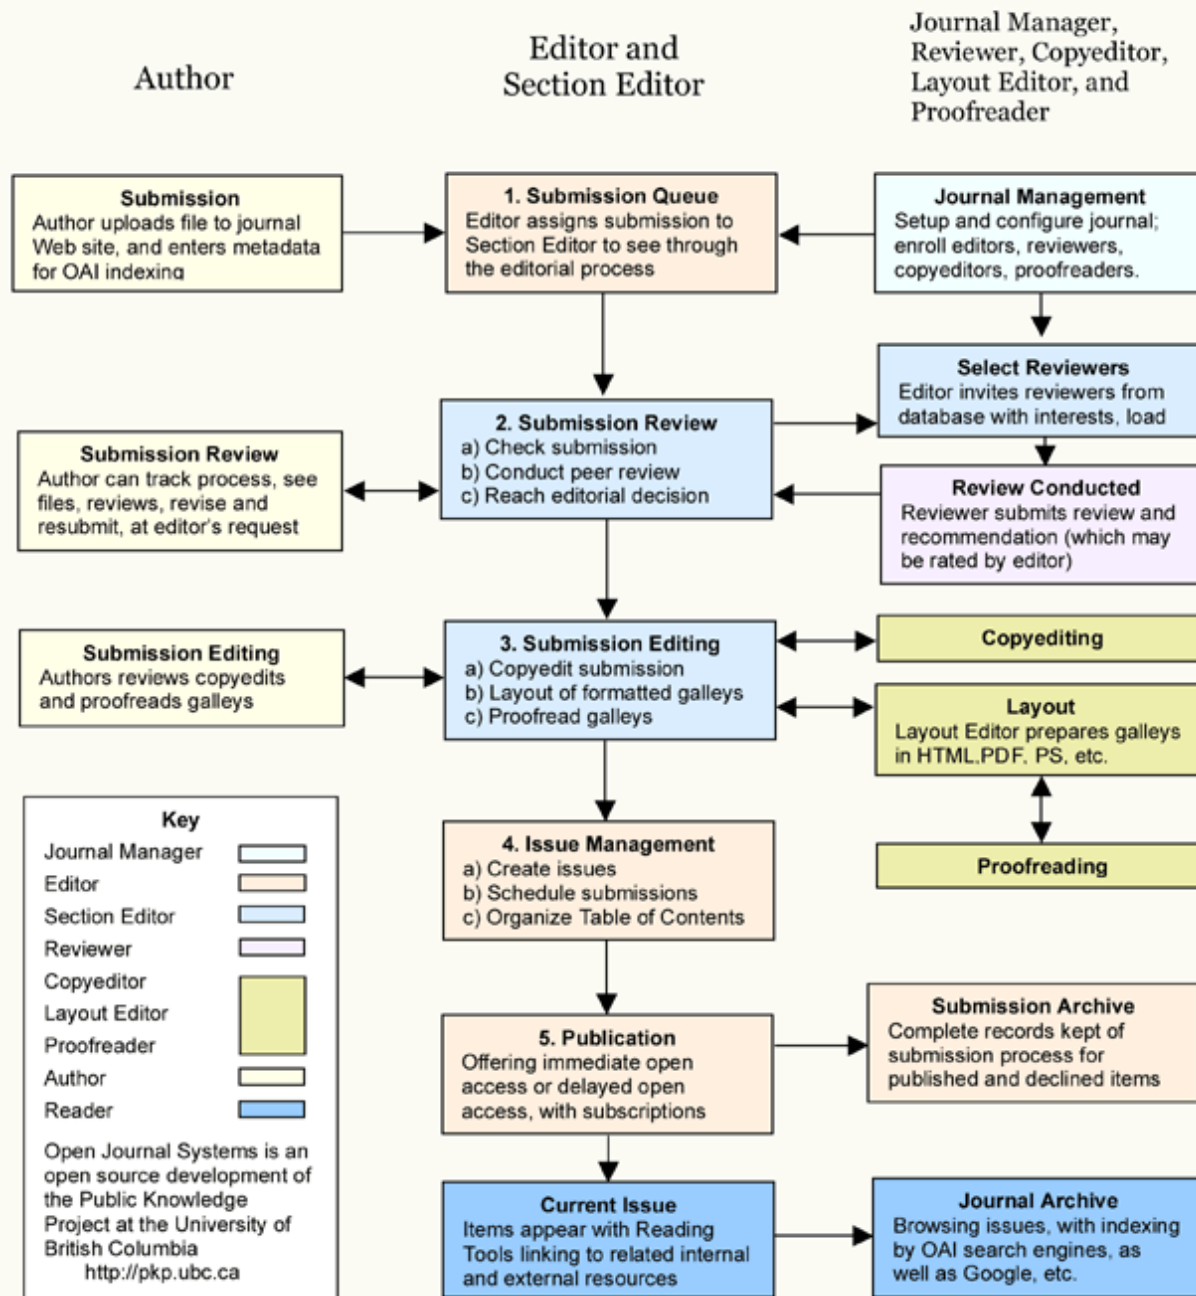 Author
Editor and
Section Editor
Journal Manager,
Reviewer, Copyeditor,
Layout Editor, and
Proofreader
Submission
Author uploads file to journal
Web site, and enters metadata
for OAI indexing
1. Submission Queue
Editor assigns submission to
Section Editor to see through
the editorial process
Journal Management
Setup and configure journal;
enroll editors, reviewers,
copyeditors, proofreaders.
Select Reviewers
Editor invites reviewers from
database with interests, load
2. Submission Review
a) Check submission
b) Conduct peer review
c) Reach editorial decision
Submission Review
Author can track process, see
files, reviews, revise and
resubmit, at editor's request
Review Conducted
Reviewer submits review and
recommendation (which may
be rated by editor)
3. Submission Editing
a) Copyedit submission
b) Layout of formatted galleys
c) Proofread galleys
Submission Editing
Authors reviews copyedits
and proofreads galleys
Copyediting
Layout
Layout Editor prepares galleys
in HTML,PDF, PS, etc.
Proofreading
Key
Journal Manager
Editor
Section Editor
Reviewer
Copyeditor
Layout Editor
Proofreader
Author
Reader
Open Journal Systems is an
open source development of
the Public Knowledge
Project at the University of
British Columbia
http://pkp.ubc.ca
4. Issue Management
a) Create issues
b) Schedule submissions
c) Organize Table of Contents
5. Publication
Offering immediate open
access or delayed open
access, with subscriptions
Submission Archive
Complete records kept of
submission process for
published and declined items
Current Issue
Items appear with Reading
Tools linking to related internal
and external resources
Journal Archive
Browsing issues, with indexing
by OAI search engines, as
well as Google, etc.